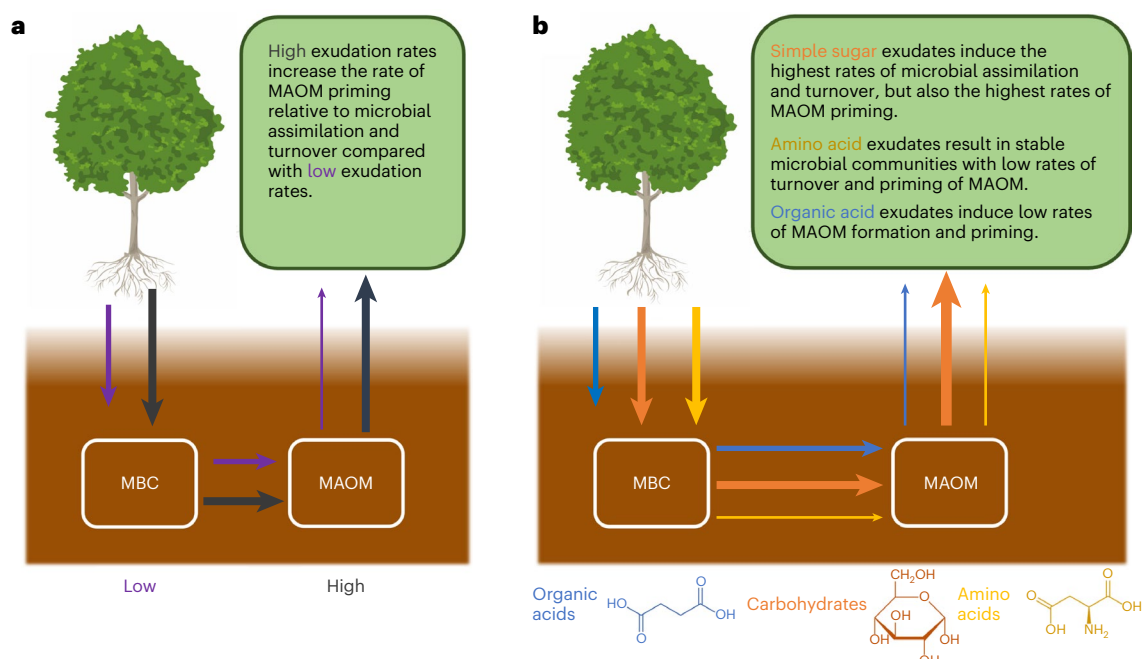 a
High exudation rates
increase the rate of
MAOM priming
relative to microbial
assimilation and
turnover compared
with low exudation
rates.
MBC
MAOM
Low
High
b
Simple sugar exudates induce the
highest rates of microbial assimilation
and turnover, but also the highest rates of
MAOM priming.
Amino acid exudates result in stable
microbial communities with low rates of
turnover and priming of MAOM.
Organic acid exudates induce low rates
of MAOM formation and priming.
MBC
MAOM
Organic
acids
HO
O
O
OH
Carbohydrates
CH₂OH
O
OH
OH
OH
OH
Amino
acids
O
OH
O
OH
NH₂